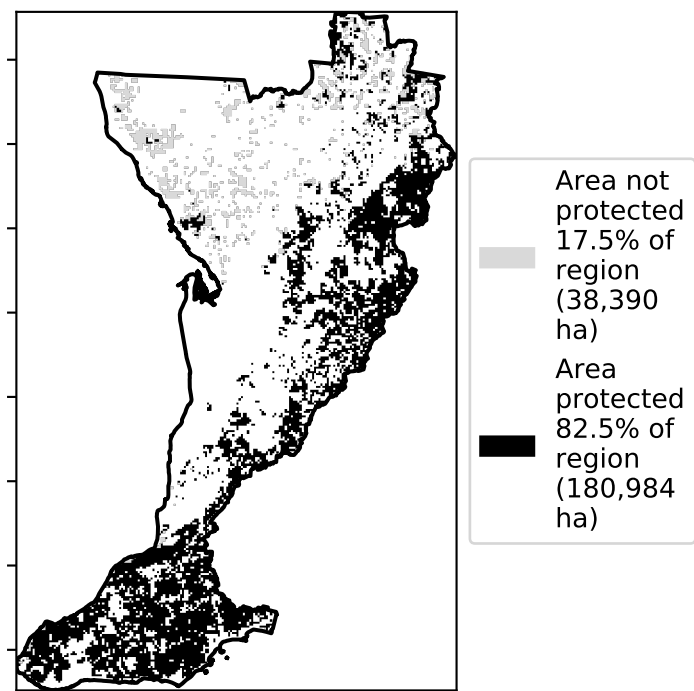 Area not
protected
17.5% of
region
(38,390
ha)
Area
protected
82.5% of
region
(180,984
ha)